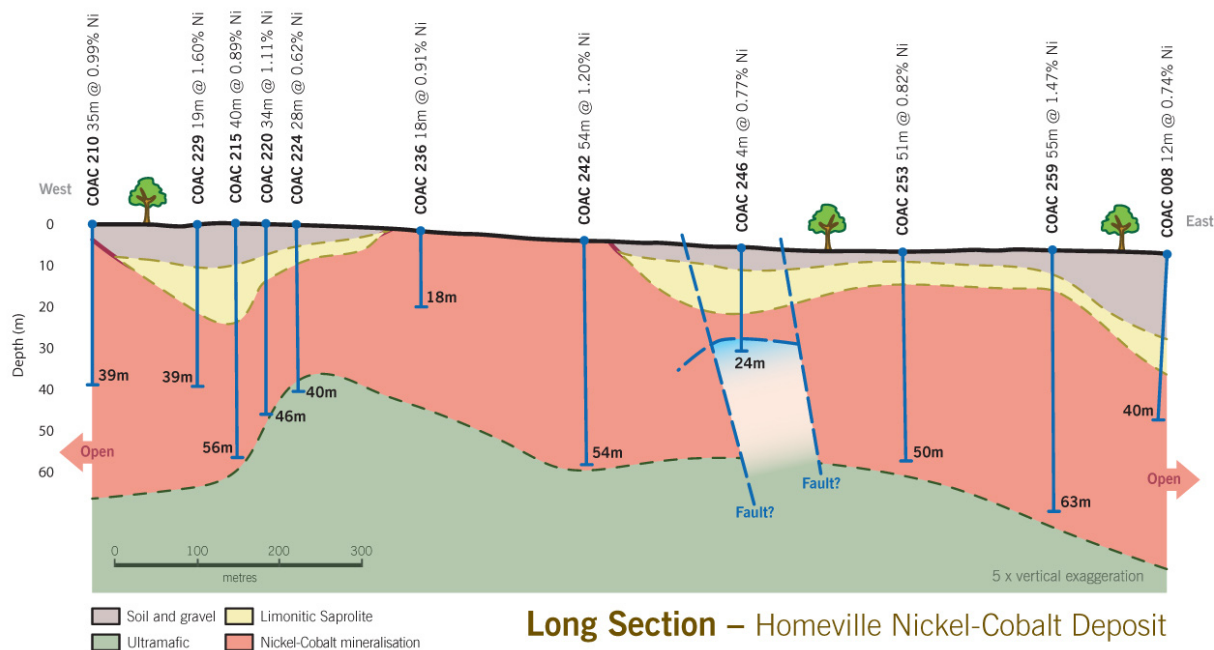 COAC 210 35m @ 0.99% Ni
COAC 229 19m @ 1.60% Ni
COAC 215 40m @ 0.89% Ni
COAC 220 34m @ 1.11% Ni
COAC 224 28m @ 0.62% Ni
COAC 236 18m @ 0.91% Ni
COAC 242 54m @ 1.20% Ni
COAC 246 4m @ 0.77% Ni
COAC 253 51m @ 0.82% Ni
COAC 259 55m @ 1.47% Ni
COAC 008 12m @ 0.74% Ni
West
East
Depth (m)
0
10
20
30
40
50
60
39m
39m
56m
46m
40m
18m
54m
24m
50m
63m
40m
Open
Open
Fault?
Fault?
0 100 200 300
metres
5 x vertical exaggeration
Soil and gravel
Limonitic Saprolite
Ultramafic
Nickel-Cobalt mineralisation
Long Section – Homeville Nickel-Cobalt Deposit